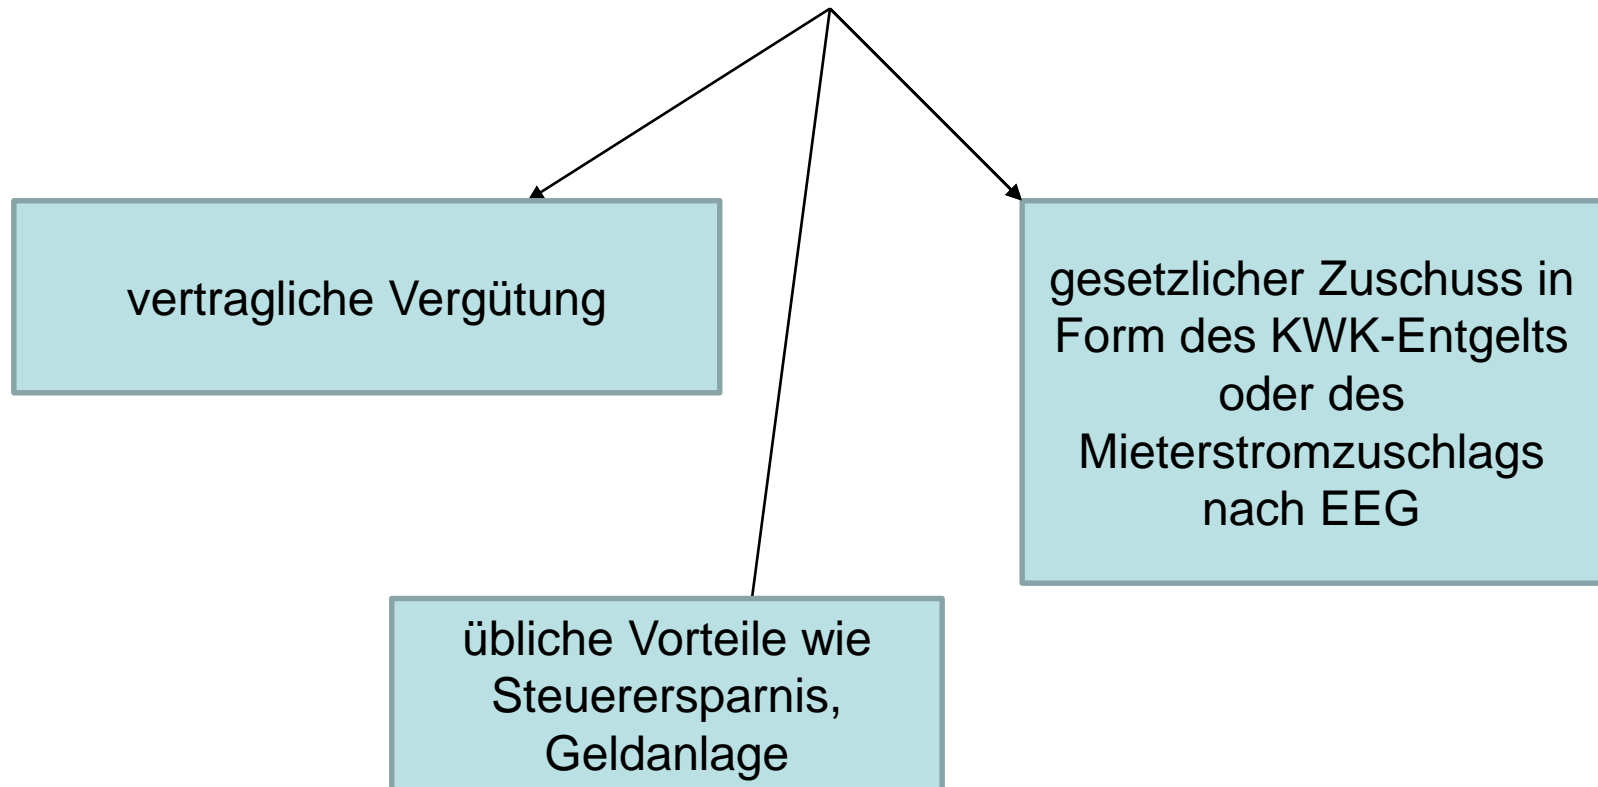 vertragliche Vergütung
gesetzlicher Zuschuss in
Form des KWK-Entgelts
oder des
Mieterstromzuschlags
nach EEG
übliche Vorteile wie
Steuerersparnis,
Geldanlage